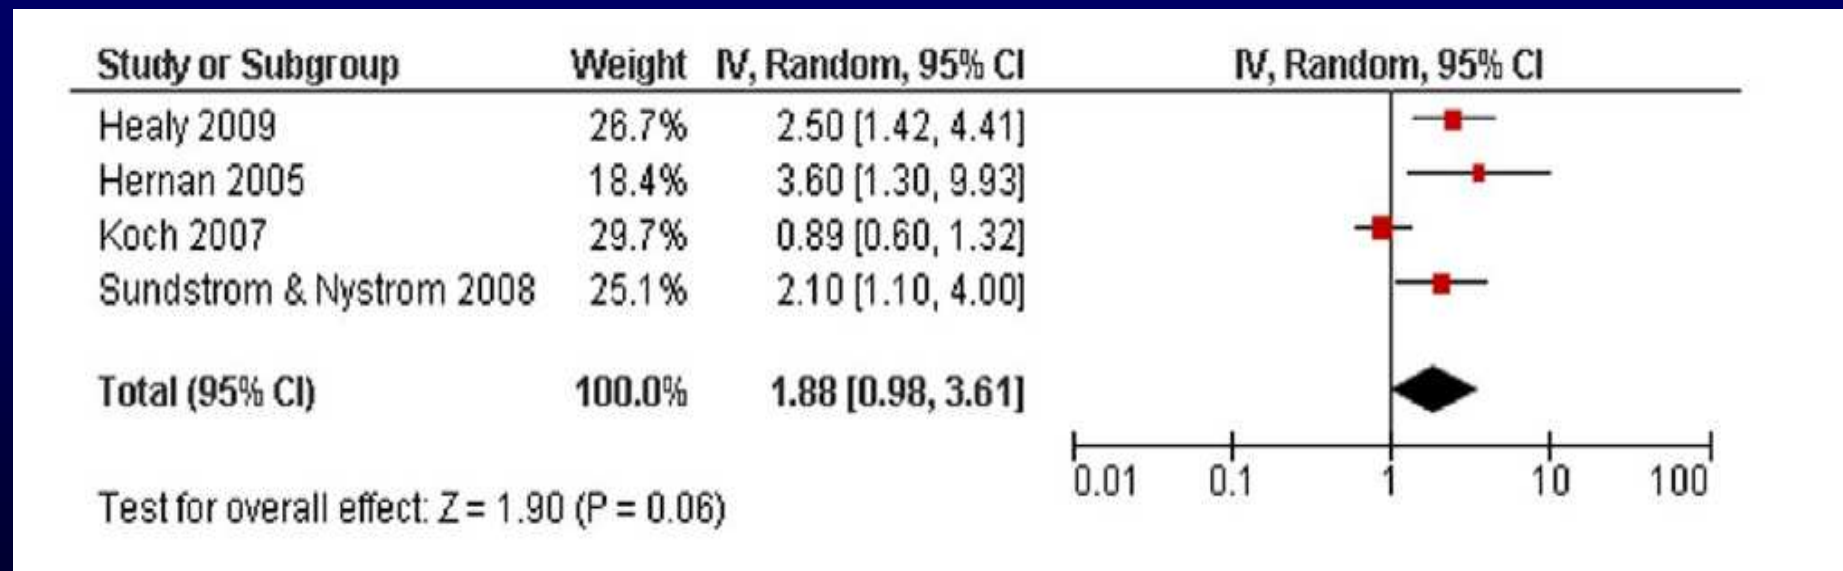 Study or Subgroup Weight IV, Random, 95% CI IV, Random, 95% CI
Healy 2009 26.7% 2.50 [1.42, 4.41]
Hernan 2005 18.4% 3.60 [1.30, 9.93]
Koch 2007 29.7% 0.89 [0.60, 1.32]
Sundstrom & Nystrom 2008 25.1% 2.10 [1.10, 4.00]
Total (95% CI) 100.0% 1.88 [0.98, 3.61]
0.01 0.1 1 10 100
Test for overall effect: Z = 1.90 (P = 0.06)